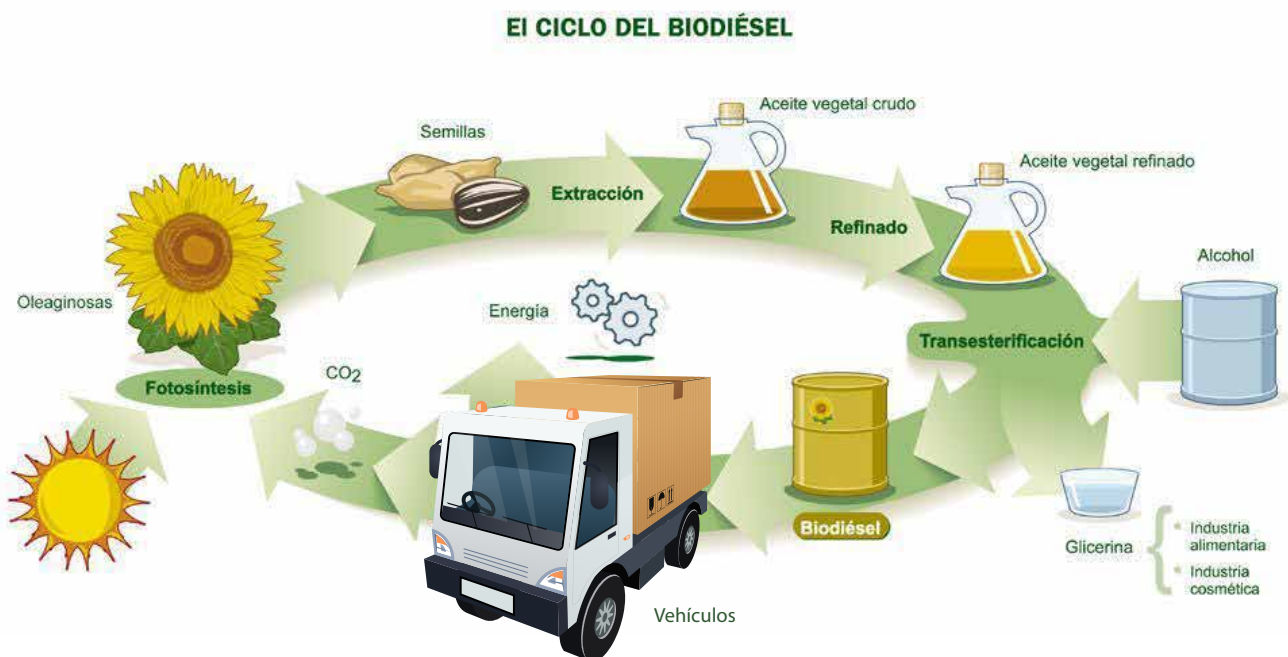 El CICLO DEL BIODIÉSEL
Aceite vegetal crudo
Semillas
Aceite vegetal refinado
Extracción
Refinado
Alcohol
Oleaginosas
Energía
Transesterificación
CO2
Fotosíntesis
Biodiésel
Glicerina
Industria
alimentaria
Industria
cosmética
Vehículos